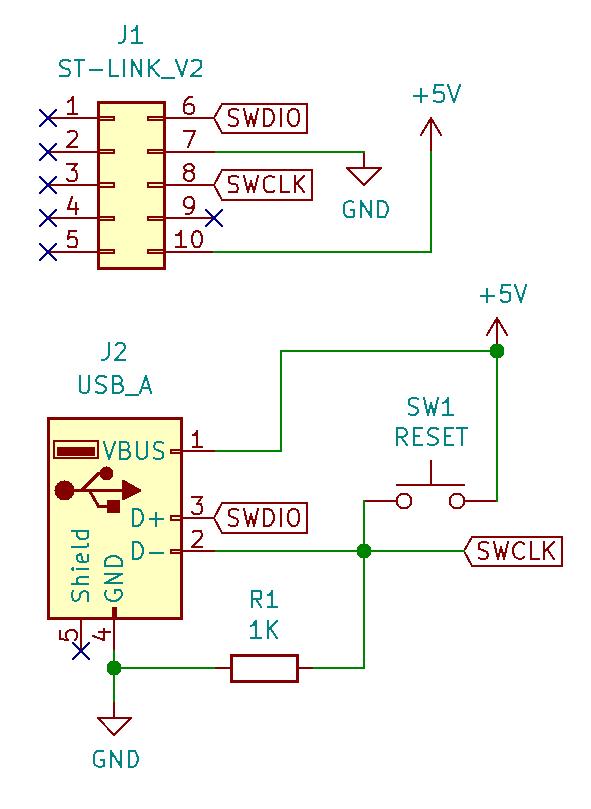 J1
ST-LINK_V2
1 6 SWDIO
2 7
3 8 SWCLK
4 9
5 10
+5V
GND
+5V
J2
USB_A
SW1
RESET
VBUS 1
D+ 3 SWDIO
D- 2 SWCLK
Shield
GND
5 4
R1
1K
GND